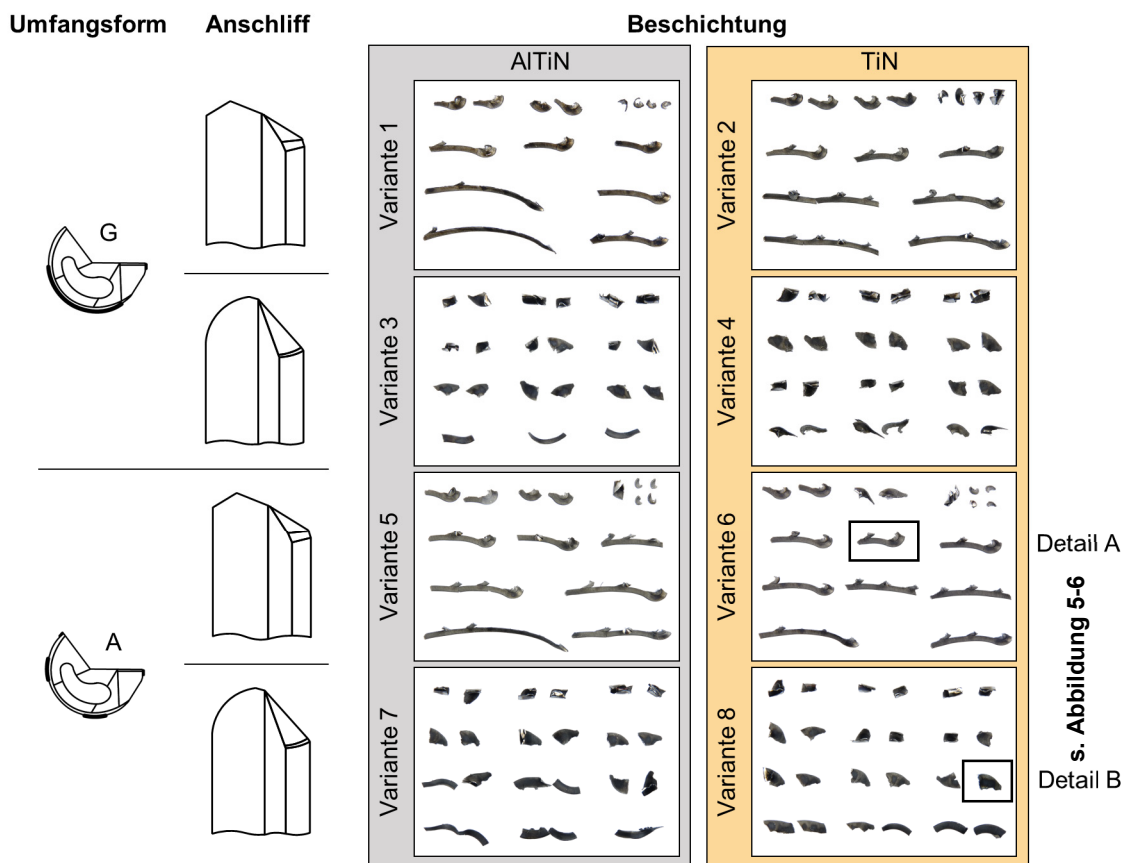 Umfangsform
Anschliff
Beschichtung
AlTiN
TiN
G
Variante 1
Variante 2
Variante 3
Variante 4
A
Variante 5
Variante 6
Detail A
s. Abbildung 5-6
Variante 7
Variante 8
Detail B